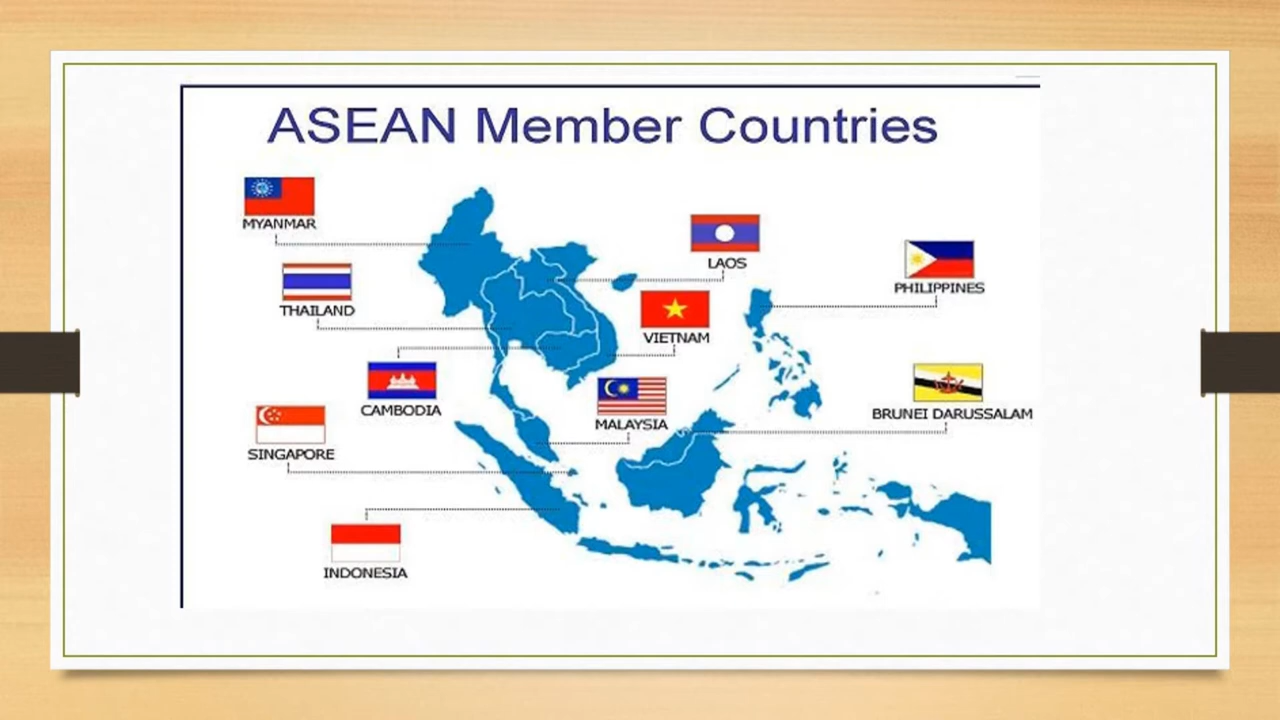 ASEAN Member Countries
MYANMAR
LAOS
PHILIPPINES
THAILAND
VIETNAM
CAMBODIA
MALAYSIA
BRUNEI DARUSSALAM
SINGAPORE
INDONESIA